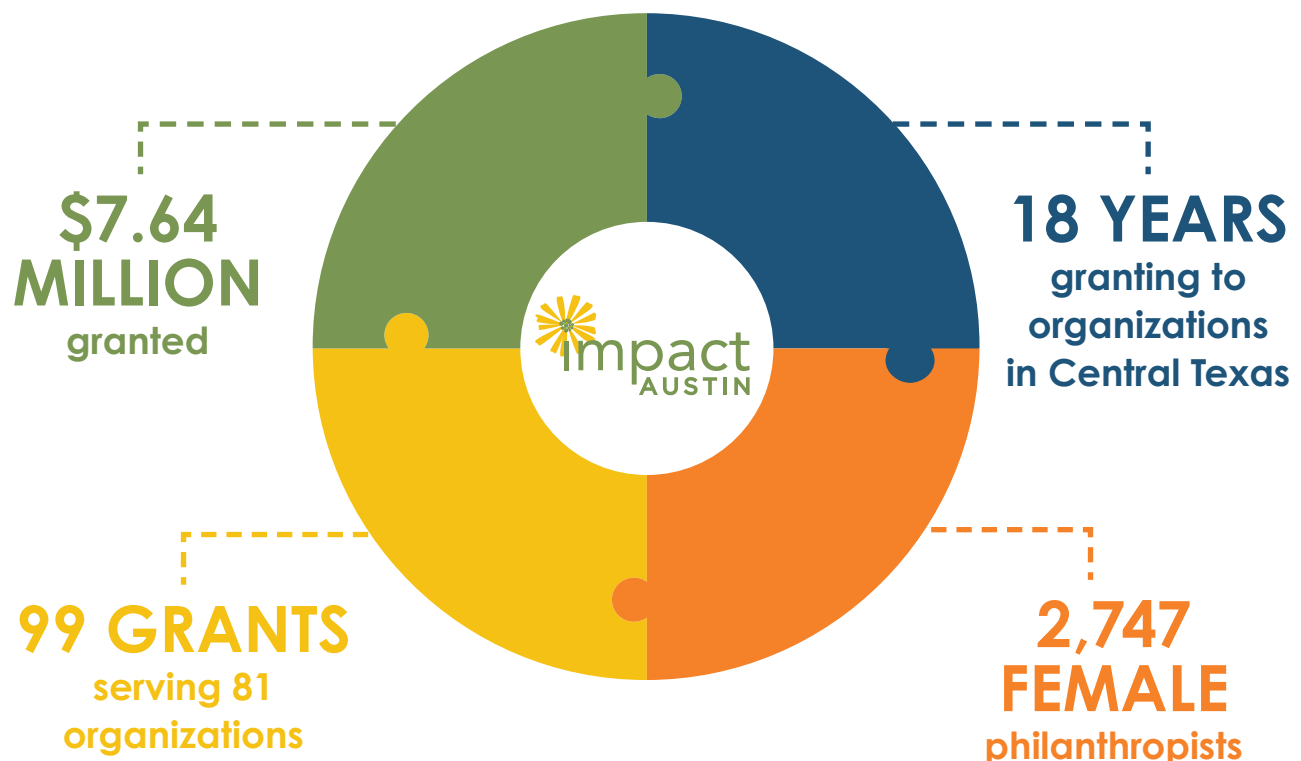 $7.64
MILLION
granted
18 YEARS
granting to
organizations
in Central Texas
impact
AUSTIN
99 GRANTS
serving 81
organizations
2,747
FEMALE
philanthropists